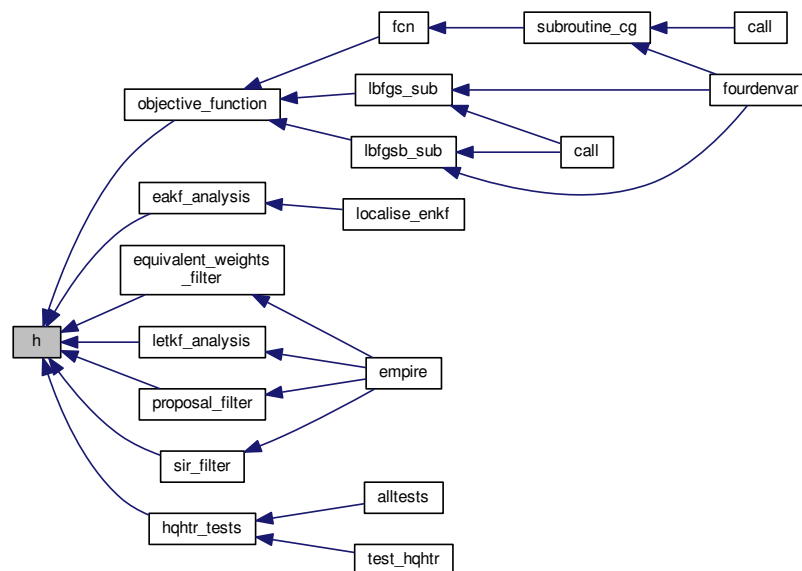 fcn
subroutine_cg
call
objective_function
lbfgs_sub
fourdenvar
lbfgsb_sub
call
eakf_analysis
localise_enkf
equivalent_weights
_filter
h
letkf_analysis
empire
proposal_filter
sir_filter
alltests
hqhtr_tests
test_hqhtr